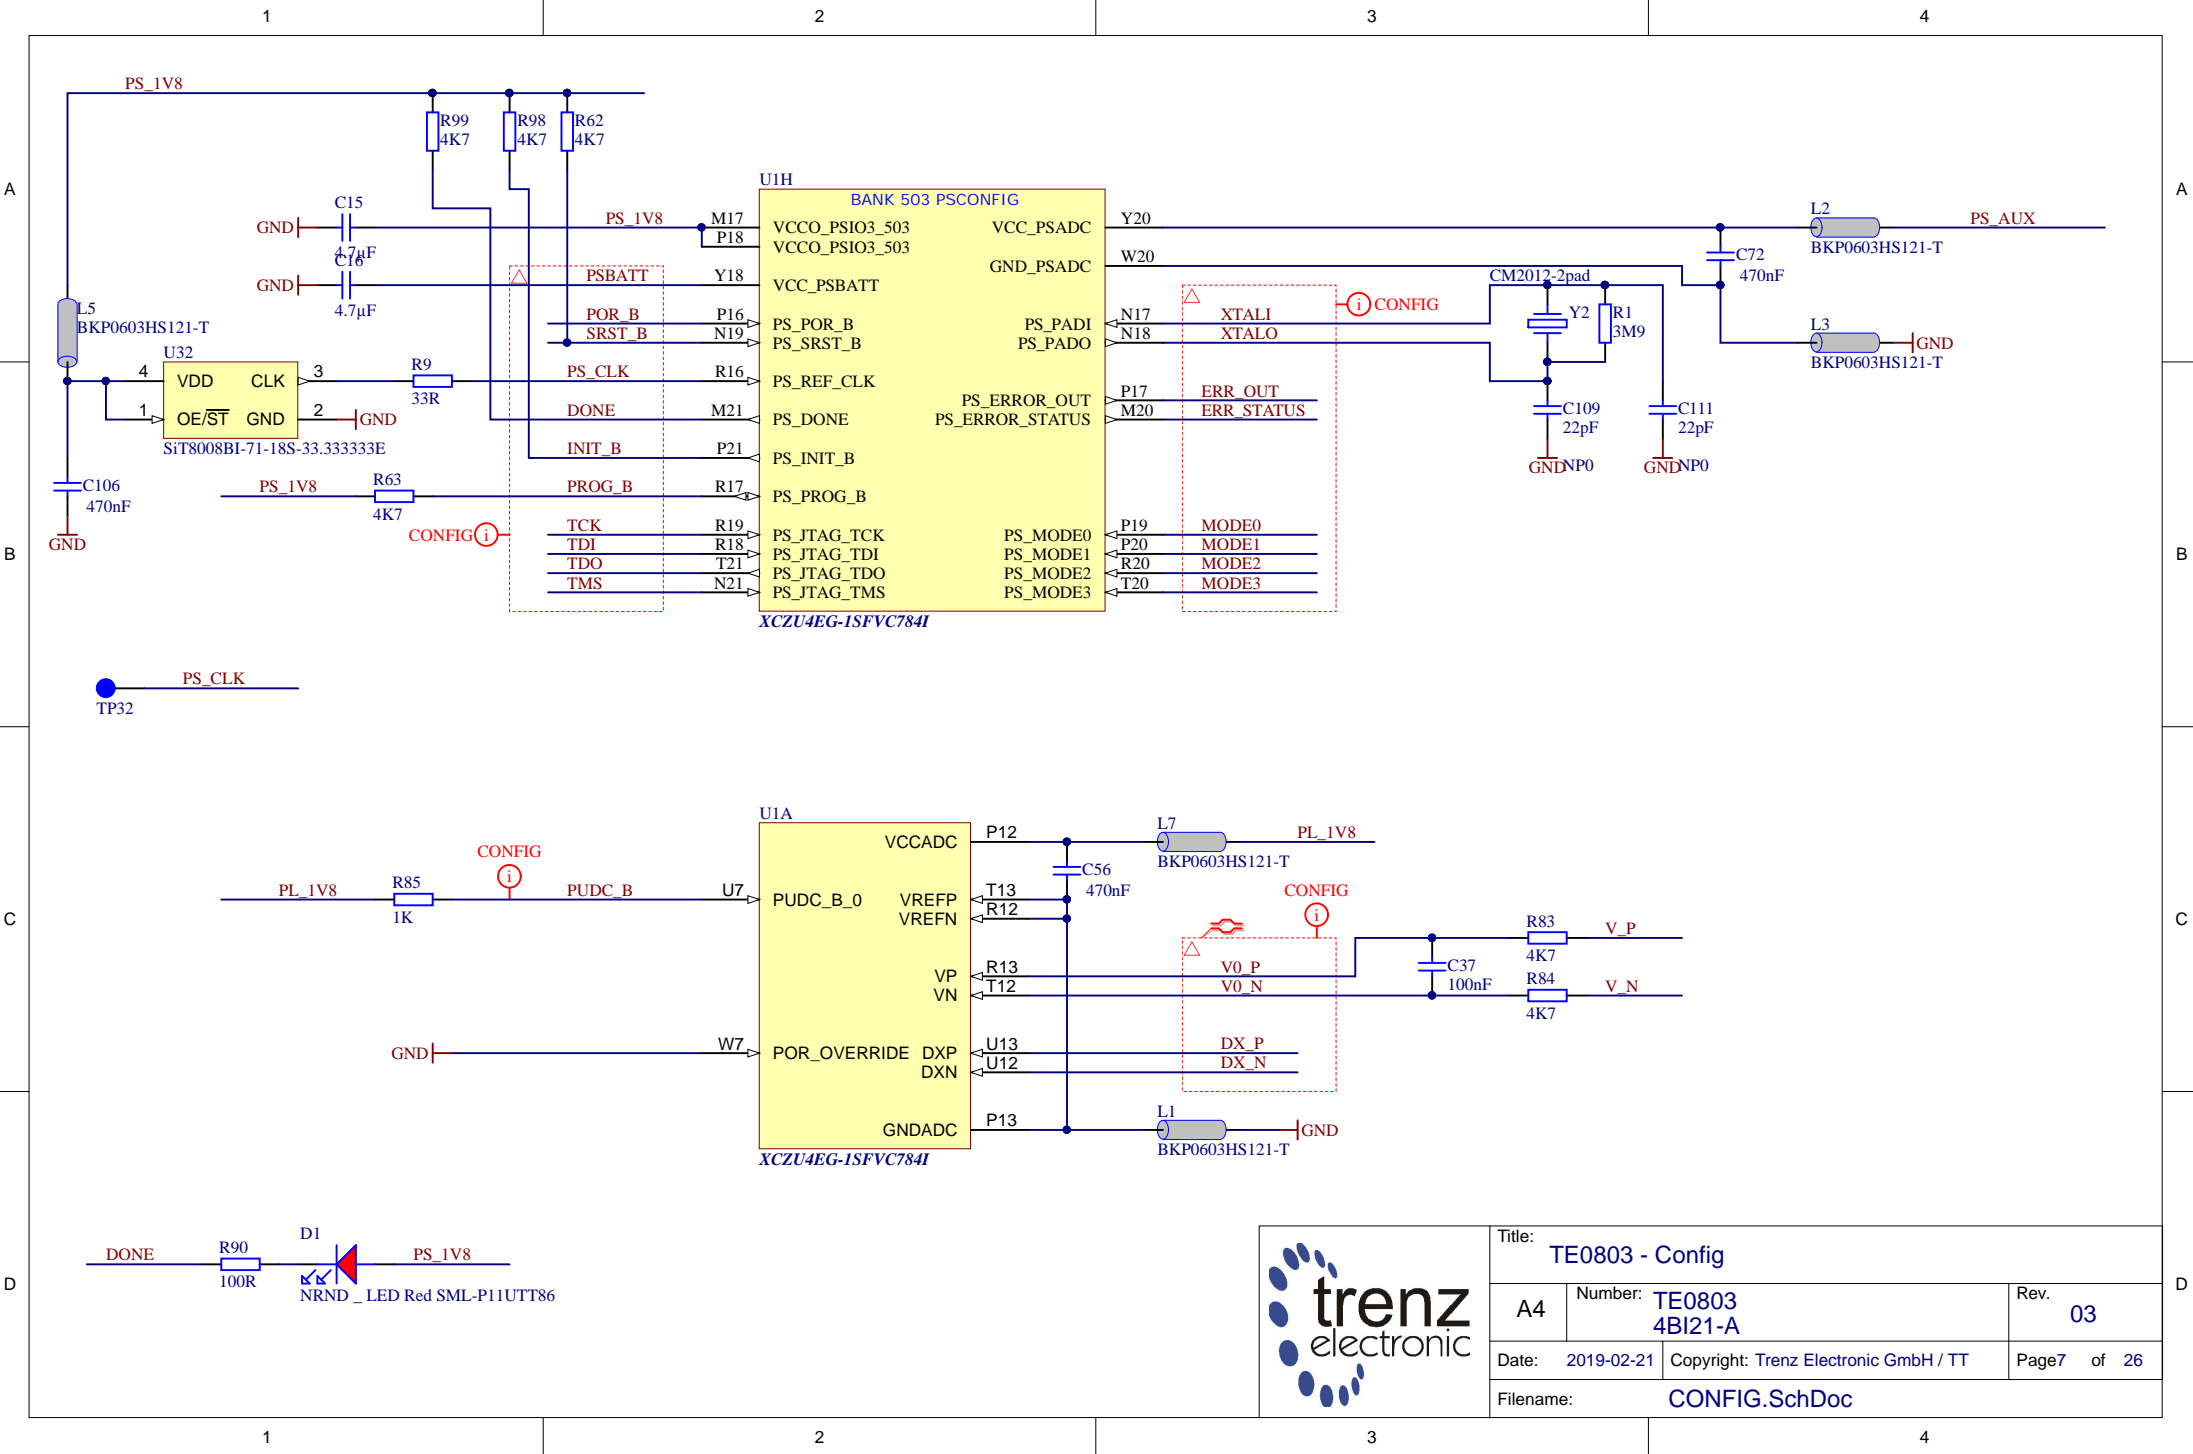 1
2
3
4
A
A
PS_1V8
R99
4K7
R98
4K7
R62
4K7
U1H
BANK 503 PSCONFIG
C15
GND
4.7µF
PS_1V8
M17
VCCO_PSIO3_503
P18
VCCO_PSIO3_503
C16
GND
4.7µF
PSBATT
Y18
VCC_PSBATT
POR_B
P16
PS_POR_B
SRST_B
N19
PS_SRST_B
PS_CLK
R16
PS_REF_CLK
DONE
M21
PS_DONE
INIT_B
P21
PS_INIT_B
PROG_B
R17
PS_PROG_B
TCK
R19
PS_JTAG_TCK
TDI
R18
PS_JTAG_TDI
TDO
T21
PS_JTAG_TDO
TMS
N21
PS_JTAG_TMS
XCZU4EG-1SFVC784I
VCC_PSADC
Y20
GND_PSADC
W20
PS_PADI
N17
XTALI
PS_PADO
N18
XTALO
PS_ERROR_OUT
P17
ERR_OUT
PS_ERROR_STATUS
M20
ERR_STATUS
PS_MODE0
P19
MODE0
PS_MODE1
P20
MODE1
PS_MODE2
R20
MODE2
PS_MODE3
T20
MODE3
i CONFIG
CM2012-2pad
Y2
R1
3M9
C109
22pF
GND
NP0
C111
22pF
GND
NP0
L2
BKP0603HS121-T
PS_AUX
C72
470nF
L3
BKP0603HS121-T
GND
L5
BKP0603HS121-T
U32
4
VDD
CLK
3
1
OE/ST
GND
2
GND
SiT8008BI-71-18S-33.333333E
R9
33R
C106
470nF
GND
PS_1V8
R63
4K7
CONFIG i
B
B
TP32
PS_CLK
U1A
VCCADC
P12
L7
BKP0603HS121-T
PL_1V8
C56
470nF
CONFIG
i
PL_1V8
R85
1K
PUDC_B
U7
PUDC_B_0
VREFP
T13
VREFN
R12
CONFIG
i
VP
R13
V0_P
VN
T12
V0_N
C37
100nF
R83
4K7
V_P
R84
4K7
V_N
GND
W7
POR_OVERRIDE
DXP
U13
DX_P
DXN
U12
DX_N
GNDADC
P13
L1
BKP0603HS121-T
GND
XCZU4EG-1SFVC784I
C
C
DONE
R90
100R
D1
PS_1V8
NRND _ LED Red SML-P11UTT86
D
D
trenz
electronic
Title:
TE0803 - Config
A4
Number:
TE0803
4BI21-A
Rev.
03
Date: 2019-02-21
Copyright: Trenz Electronic GmbH / TT
Page7 of 26
Filename:
CONFIG.SchDoc
1
2
3
4